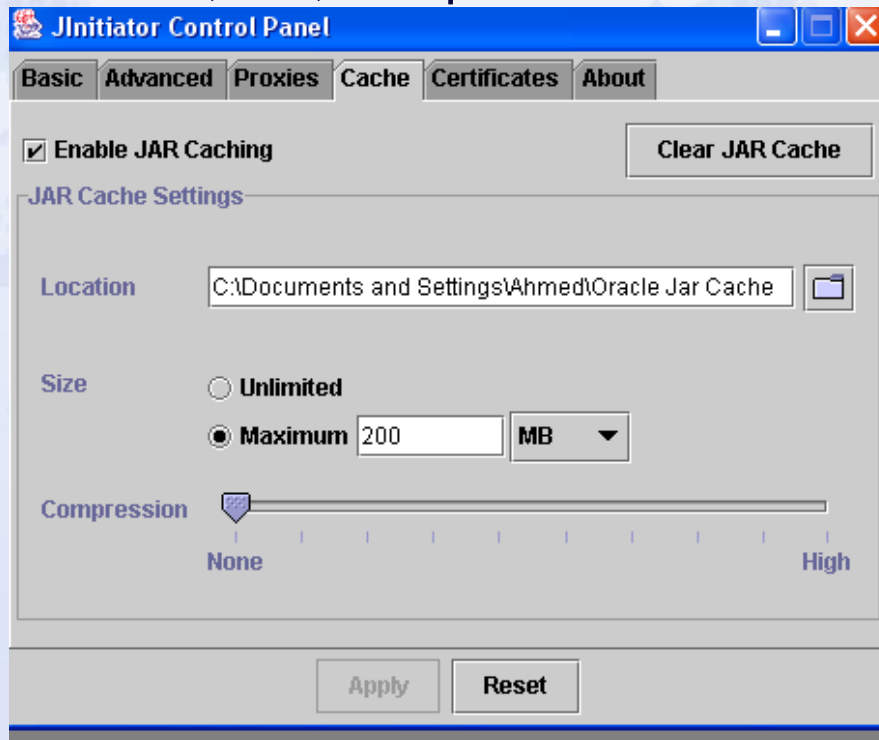 JInitiator Control Panel
Basic Advanced Proxies Cache Certificates About
Enable JAR Caching Clear JAR Cache
JAR Cache Settings
Location C:\Documents and Settings\Ahmed\Oracle Jar Cache
Size Unlimited
Maximum 200 MB
Compression
None High
Apply Reset